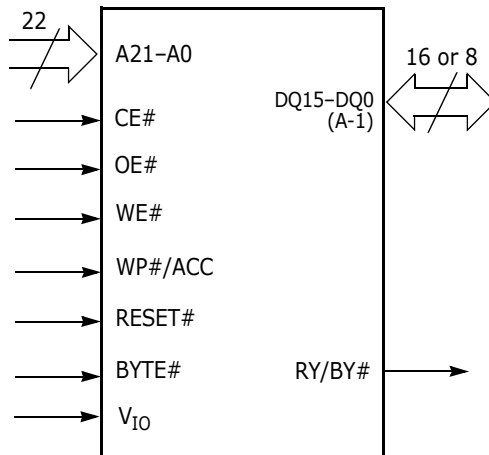 22
A21–A0
16 or 8
DQ15–DQ0
(A-1)
CE#
OE#
WE#
WP#/ACC
RESET#
BYTE#
RY/BY#
VIO